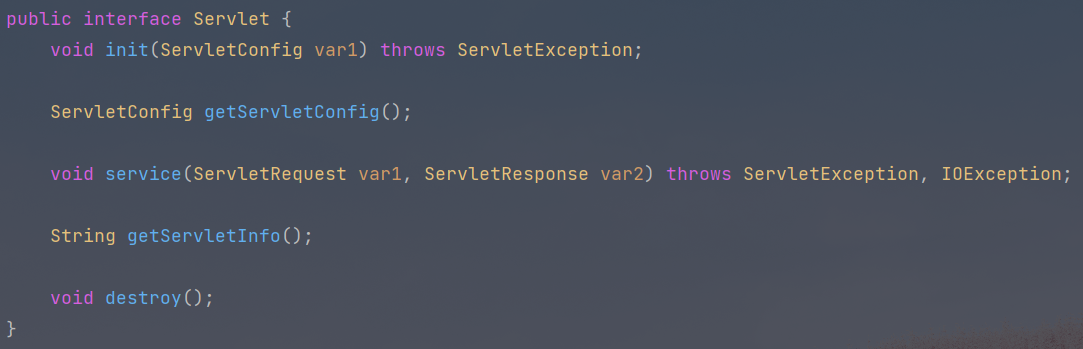 public interface Servlet {
    void init(ServletConfig var1) throws ServletException;
    ServletConfig getServletConfig();
    void service(ServletRequest var1, ServletResponse var2) throws ServletException, IOException;
    String getServletInfo();
    void destroy();
}